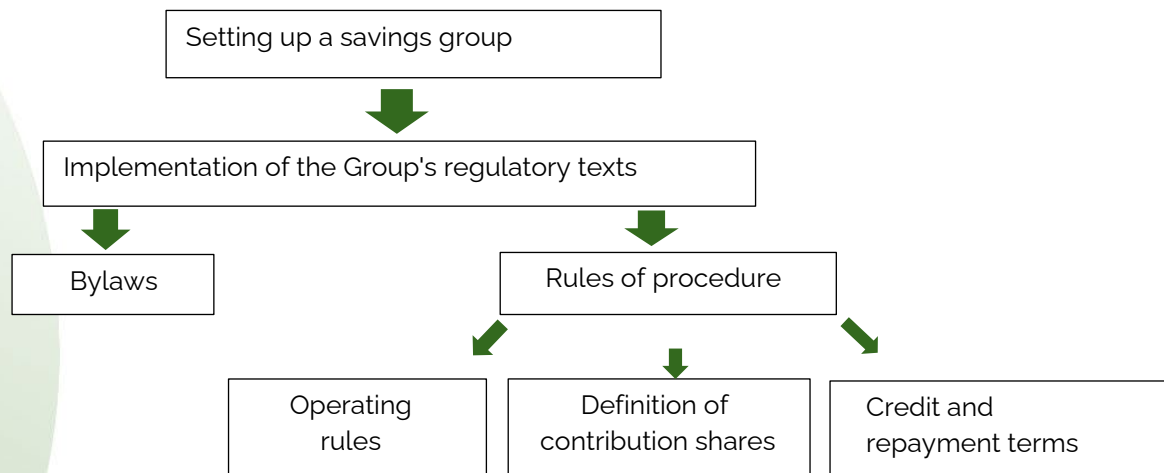 Setting up a savings group
Implementation of the Group's regulatory texts
Bylaws
Rules of procedure
Operating
rules
Definition of
contribution shares
Credit and
repayment terms